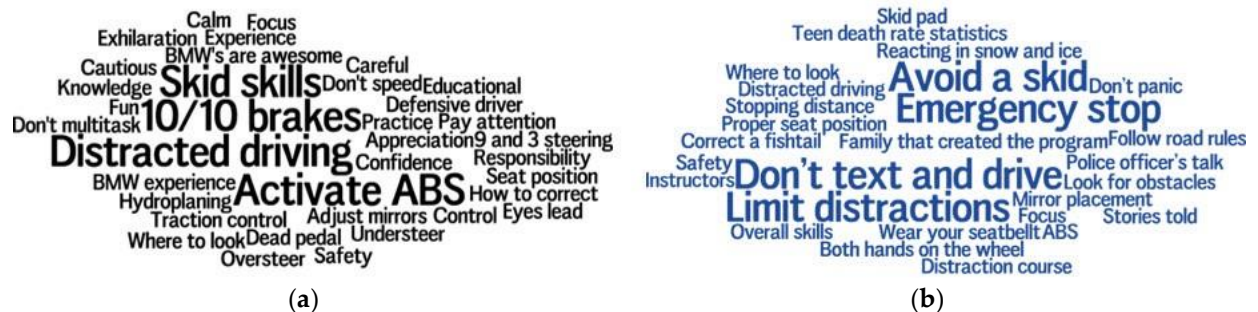 Calm Focus
Exhilaration Experience
BMW's are awesome
Cautious Skid skills Careful
Knowledge Don't speed Educational
Fun 10/10 brakes Defensive driver
Don't multitask Practice Pay attention
Distracted driving Appreciation 9 and 3 steering
Confidence Responsibility
BMW experience Activate ABS Seat position
Hydroplaning How to correct
Traction control Adjust mirrors Control Eyes lead
Where to look Dead pedal Understeer
Oversteer Safety
(a)
Skid pad
Teen death rate statistics
Reacting in snow and ice
Where to look Avoid a skid Don't panic
Distracted driving
Stopping distance Emergency stop
Proper seat position
Correct a fishtail Family that created the program Follow road rules
Safety Don't text and drive Police officer's talk
Instructors Look for obstacles
Limit distractions Mirror placement
Focus Stories told
Overall skills Wear your seatbellt ABS
Both hands on the wheel
Distraction course
(b)